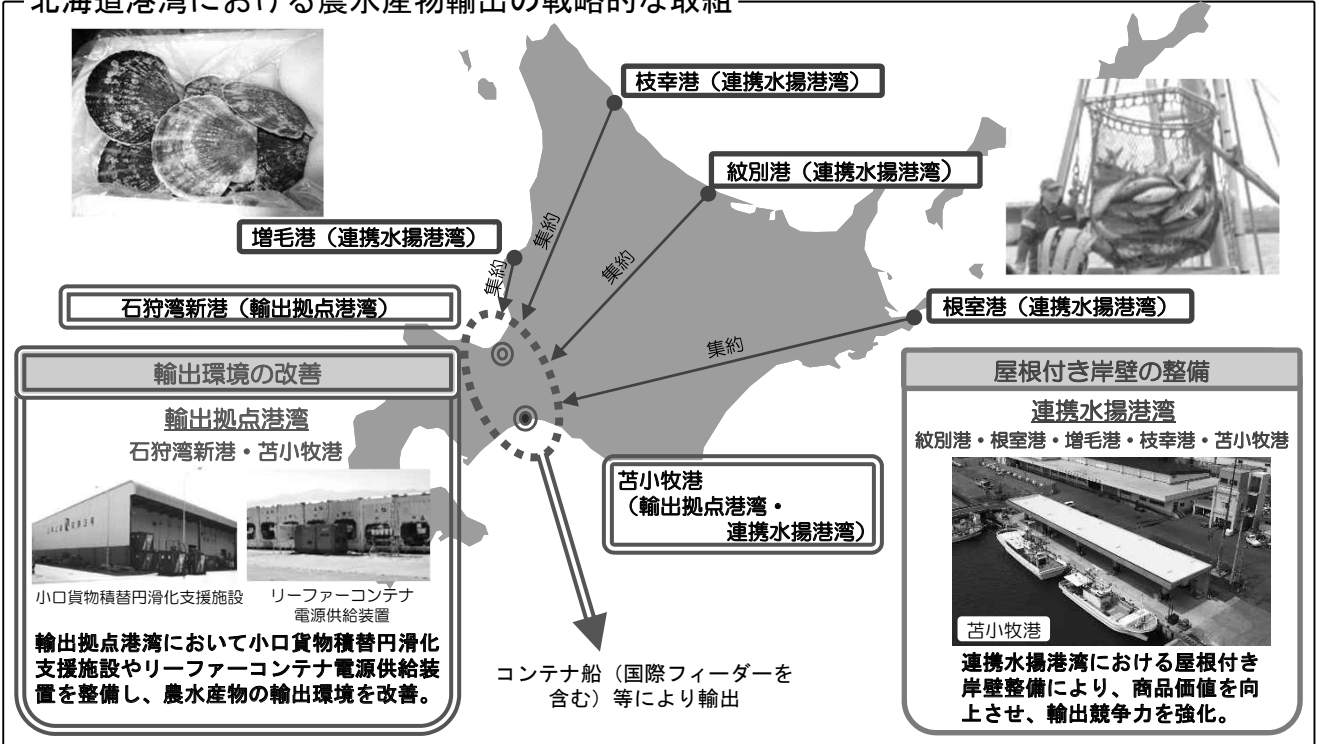 北海道港湾における農水産物輸出の戦略的な取組
枝幸港（連携水揚港湾）
紋別港（連携水揚港湾）
増毛港（連携水揚港湾）
石狩湾新港（輸出拠点港湾）
根室港（連携水揚港湾）
集約
集約
集約
集約
輸出環境の改善
輸出拠点港湾
石狩湾新港・苫小牧港
小口貨物積替円滑化支援施設
リーファーコンテナ
電源供給装置
輸出拠点港湾において小口貨物積替円滑化
支援施設やリーファーコンテナ電源供給装
置を整備し、農水産物の輸出環境を改善。
苫小牧港
（輸出拠点港湾・
連携水揚港湾）
コンテナ船（国際フィーダーを
含む）等により輸出
屋根付き岸壁の整備
連携水揚港湾
紋別港・根室港・増毛港・枝幸港・苫小牧港
苫小牧港
連携水揚港湾における屋根付き
岸壁整備により、商品価値を向
上させ、輸出競争力を強化。